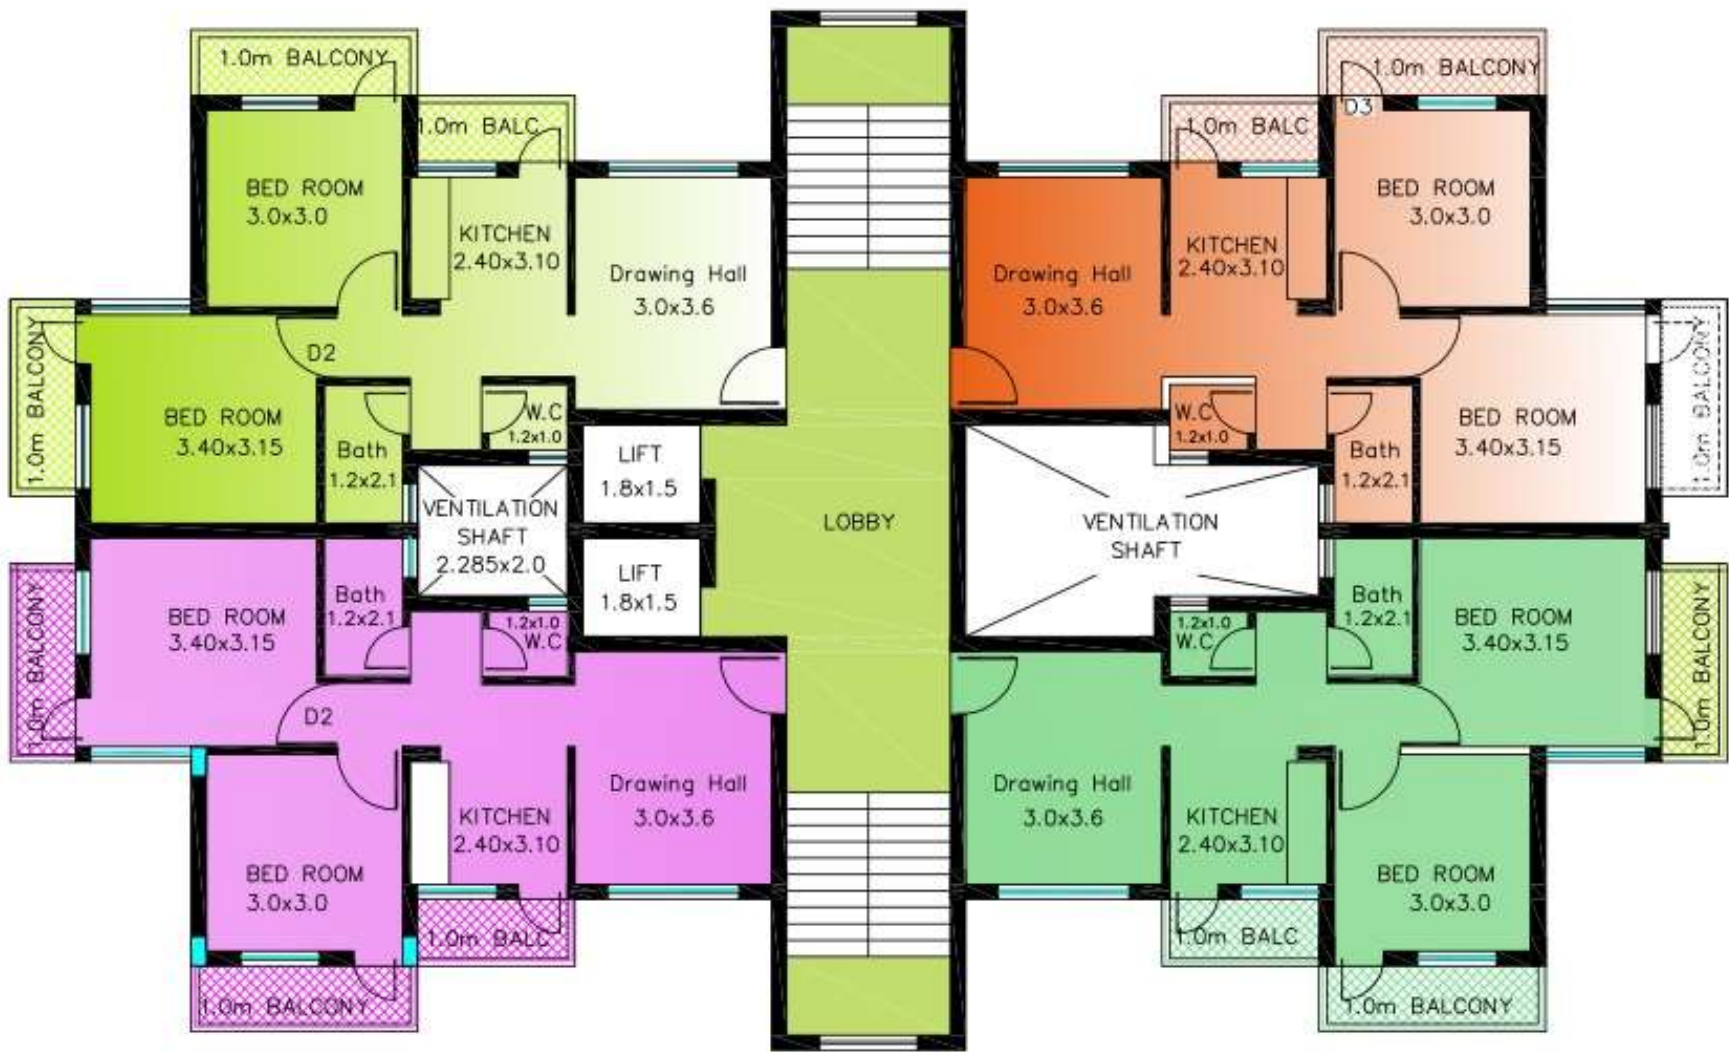 1.0m BALCONY
1.0m BALC
BED ROOM
3.0x3.0
KITCHEN
2.40x3.10
Drawing Hall
3.0x3.6
1.0m BALCONY
D2
BED ROOM
3.40x3.15
Bath
1.2x2.1
W.C
1.2x1.0
VENTILATION
SHAFT
2.285x2.0
LIFT
1.8x1.5
LIFT
1.8x1.5
LOBBY
1.0m BALCONY
D3
1.0m BALC
BED ROOM
3.0x3.0
KITCHEN
2.40x3.10
Drawing Hall
3.0x3.6
1.0m BALCONY
BED ROOM
3.40x3.15
Bath
1.2x2.1
W.C
1.2x1.0
VENTILATION
SHAFT
1.0m BALCONY
BED ROOM
3.40x3.15
Bath
1.2x2.1
1.2x1.0
W.C
D2
Drawing Hall
3.0x3.6
KITCHEN
2.40x3.10
BED ROOM
3.0x3.0
1.0m BALC
1.0m BALCONY
1.2x1.0
W.C
Bath
1.2x2.1
BED ROOM
3.40x3.15
1.0m BALCONY
Drawing Hall
3.0x3.6
KITCHEN
2.40x3.10
BED ROOM
3.0x3.0
1.0m BALC
1.0m BALCONY